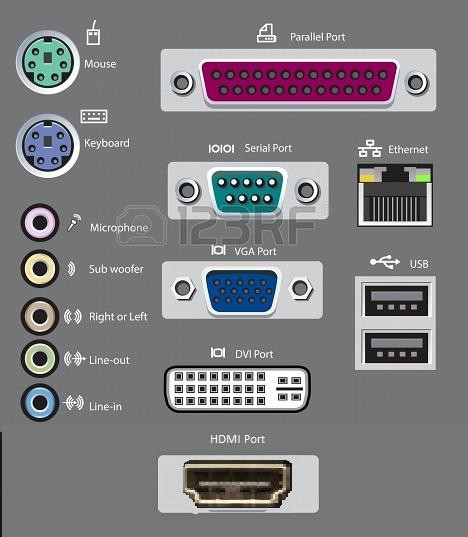 Mouse
Parallel Port
Keyboard
Serial Port
Ethernet
Microphone
123RF
VGA Port
Sub woofer
USB
Right or Left
Line-out
DVI Port
Line-in
HDMI Port